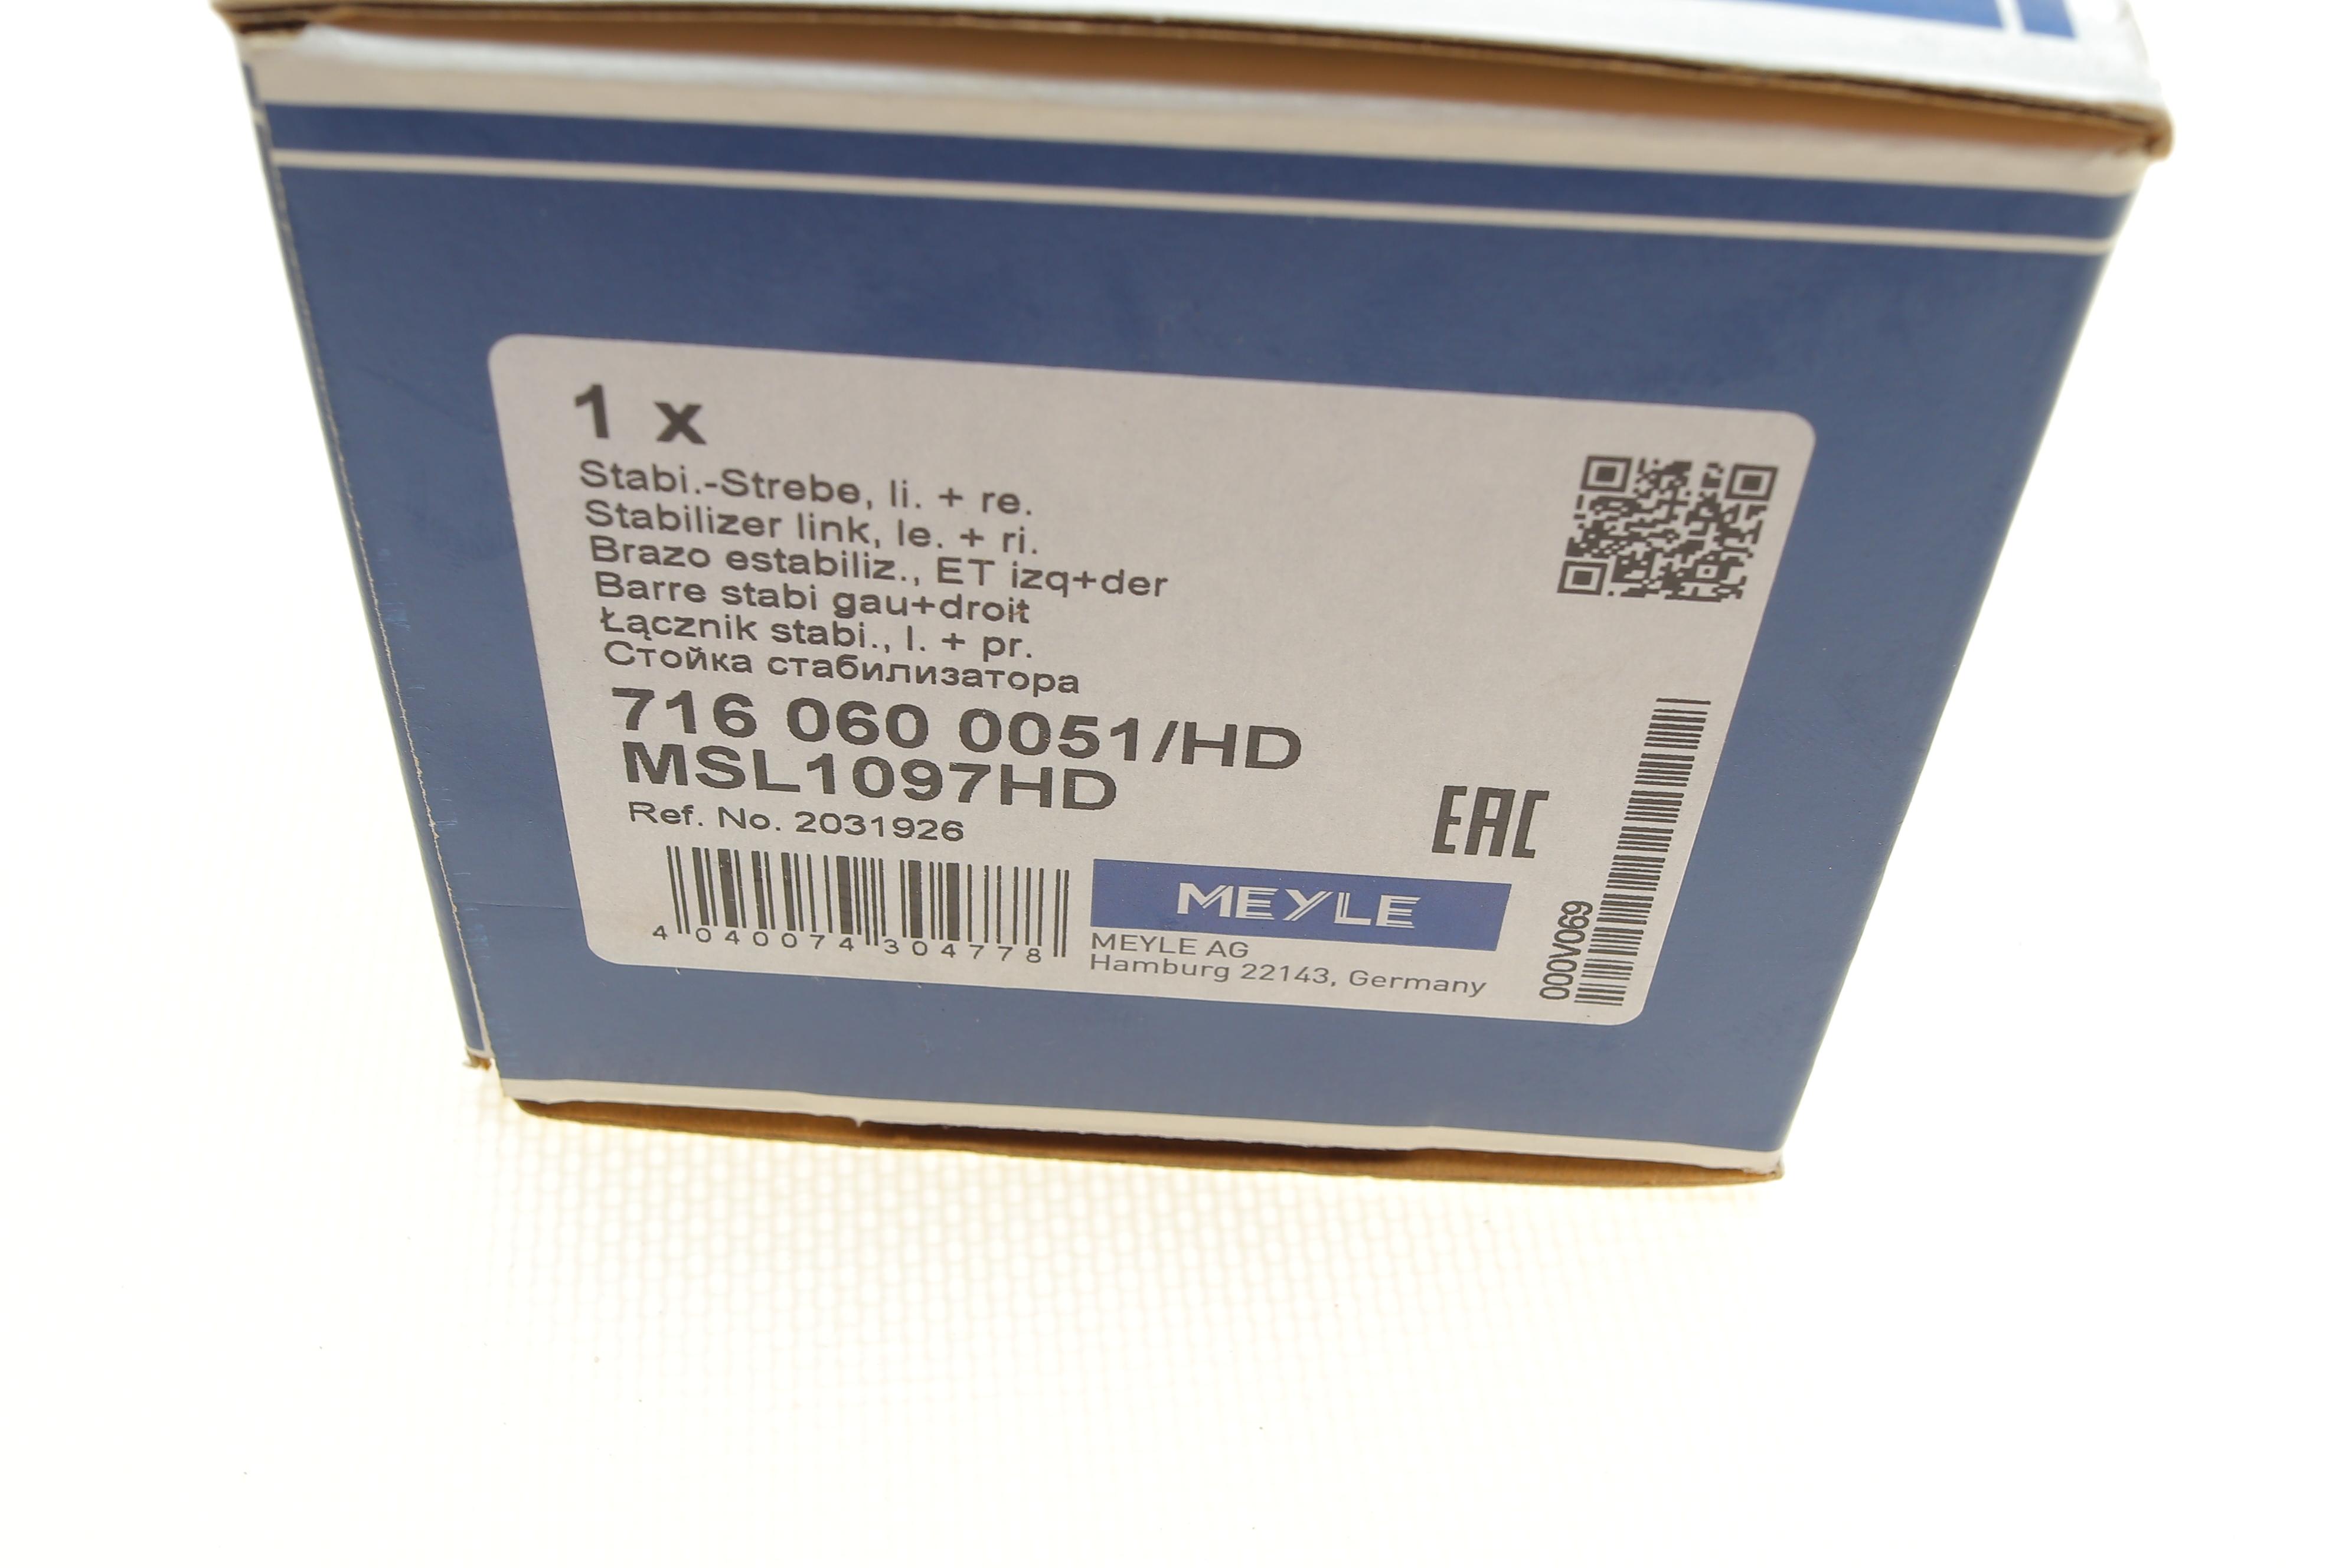 1 x
Stabi.-Strebe, li. + re.
Stabilizer link, le. + ri.
Brazo estabiliz., ET izq+der
Barre stabi gau+droit
Łącznik stabi., l. + pr.
Стойка стабилизатора
716 060 0051/HD
MSL1097HD
Ref. No. 2031926
4 040074 304778
EAC
MEYLE
MEYLE AG
Hamburg 22143, Germany
000V069